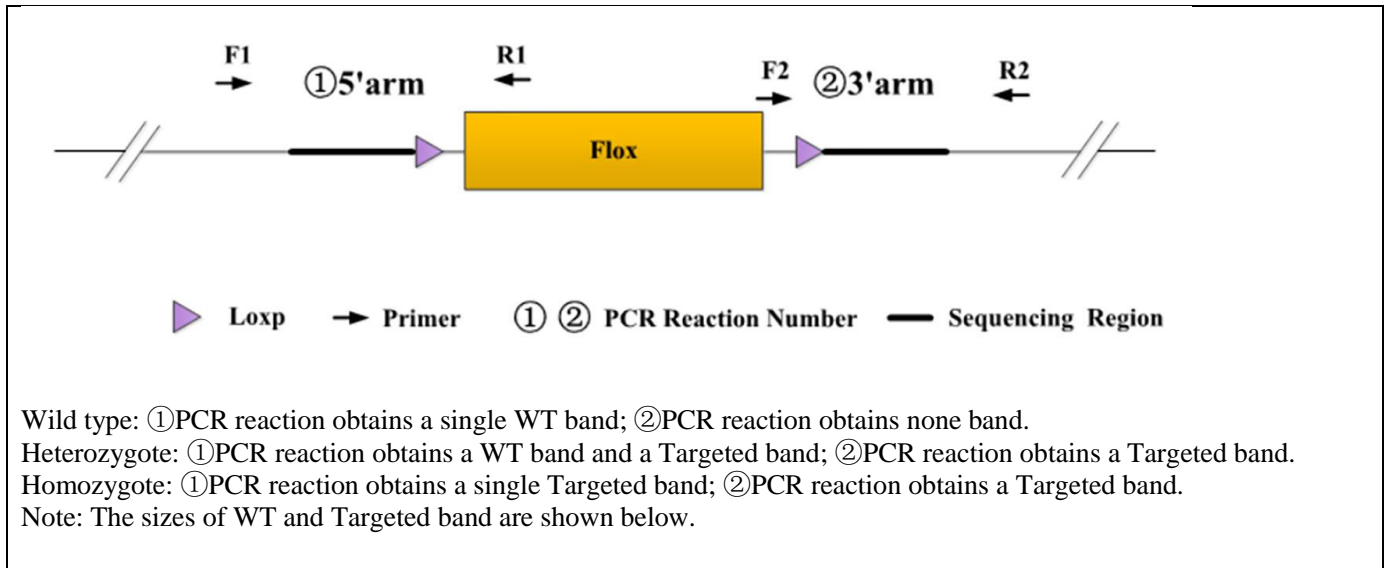 F1
R1
F2
R2
①5'arm
②3'arm
Flox
Loxp
Primer
① ② PCR Reaction Number
Sequencing Region
Wild type: ①PCR reaction obtains a single WT band; ②PCR reaction obtains none band.
Heterozygote: ①PCR reaction obtains a WT band and a Targeted band; ②PCR reaction obtains a Targeted band.
Homozygote: ①PCR reaction obtains a single Targeted band; ②PCR reaction obtains a Targeted band.
Note: The sizes of WT and Targeted band are shown below.